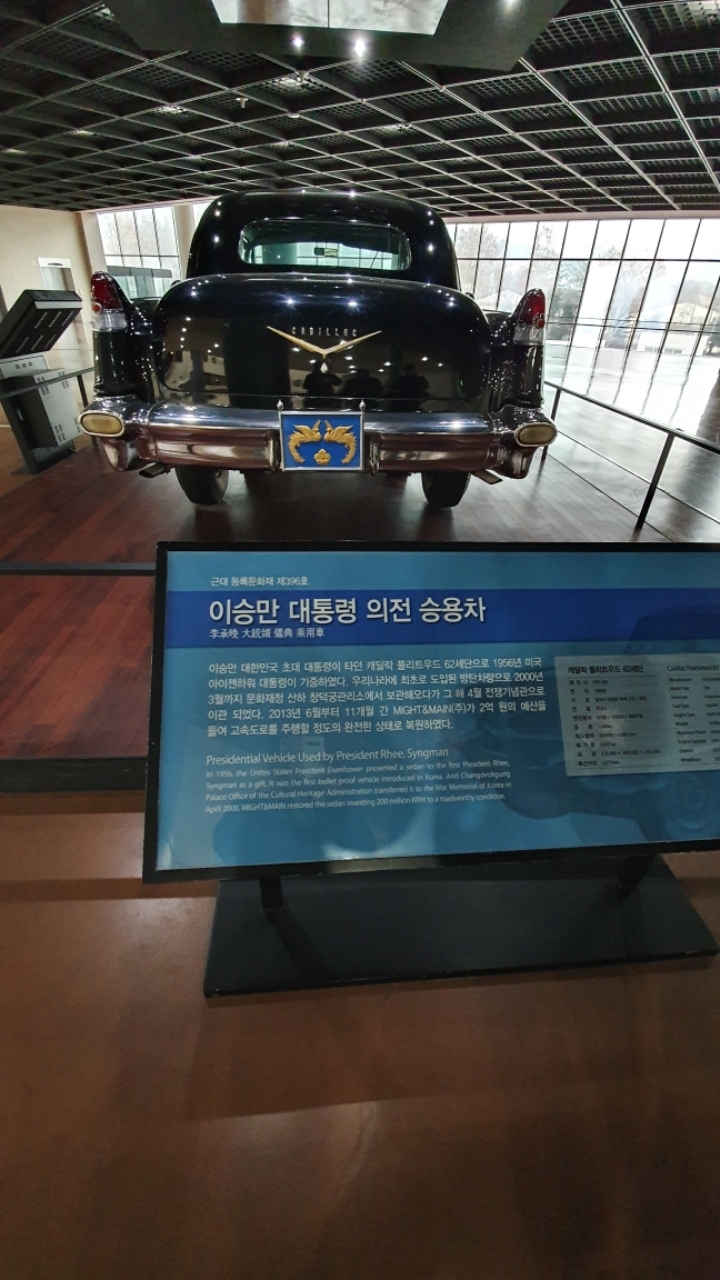 CADILLAC
근대 등록문화재 제396호
이승만 대통령 의전 승용차
李承晩 大統領 儀典 乘用車
이승만 대한민국 초대 대통령이 타던 캐딜락 플리트우드 62세단으로 1956년 미국
아이젠하워 대통령이 기증하였다. 우리나라에 최초로 도입된 방탄차량으로 2000년
3월까지 문화재청 산하 창덕궁관리소에서 보관해오다가 그 해 4월 전쟁기념관으로
이관 되었다. 2013년 6월부터 11개월 간 MIGHT&MAIN(주)가 2억 원의 예산을
들여 고속도로를 주행할 정도의 완전한 상태로 복원하였다.
Presidential Vehicle Used by President Rhee, Syngman
In 1956, the Unites States President Eisenhower presented a sedan to the first President Rhee,
Syngman as a gift. It was the first bullet proof vehicle introduced in Korea. And Changdeokgung
Palace Office of the Cultural Heritage Administration transferred it to the War Memorial of Korea in
April,2000. MIGHT&MAIN restored the sedan investing 200 million KRW to a roadworthy condition.
캐딜락 플리트우드 62세단
Cadillac Fleetwood